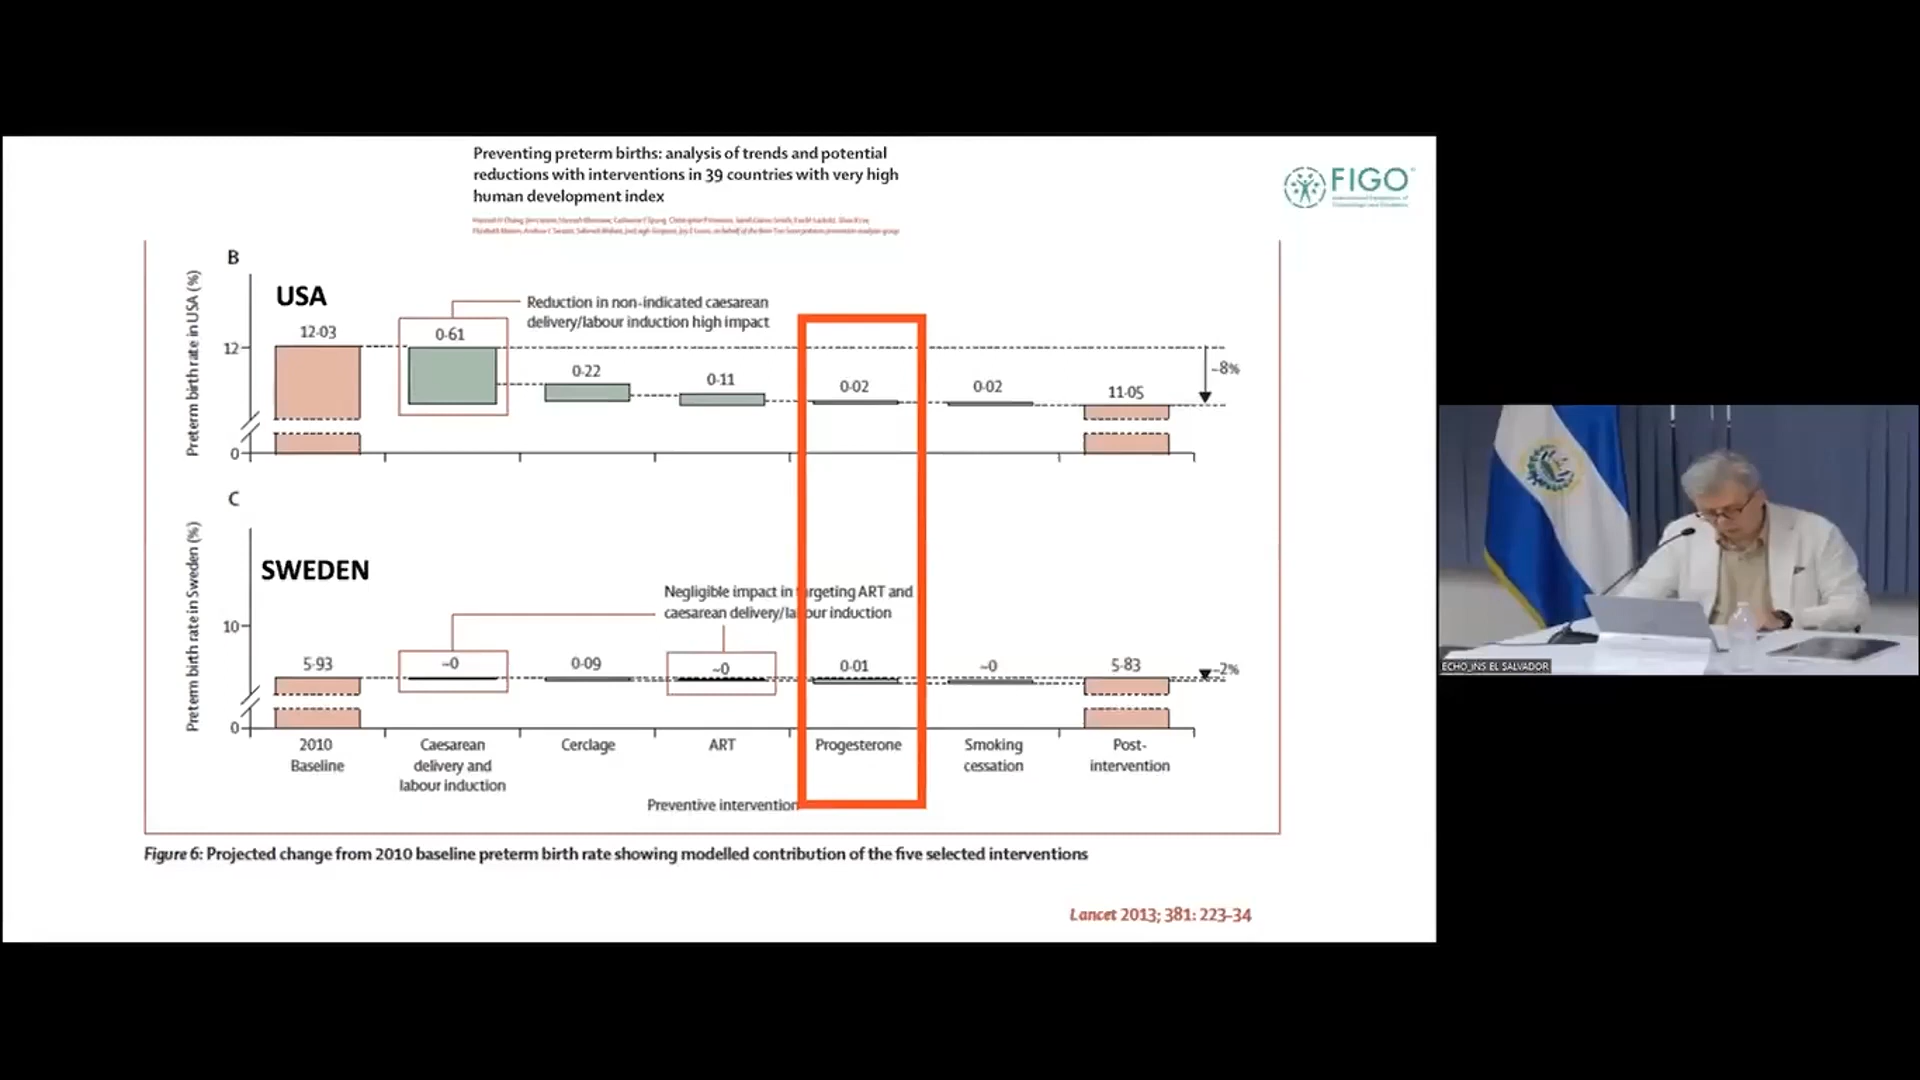 Preventing preterm births: analysis of trends and potential
reductions with interventions in 39 countries with very high
human development index
FIGO
B
Preterm birth rate in USA (%)
USA
12
0
12·03
0·61
Reduction in non-indicated caesarean
delivery/labour induction high impact
0·22
0·11
0·02
0·02
11·05
-8%
C
Preterm birth rate in Sweden (%)
SWEDEN
10
0
Negligible impact in targeting ART and
caesarean delivery/labour induction
5·93
~0
0·09
~0
0·01
~0
5·83
-2%
2010
Baseline
Caesarean
delivery and
labour induction
Cerclage
ART
Progesterone
Smoking
cessation
Post-
intervention
Preventive intervention
Figure 6: Projected change from 2010 baseline preterm birth rate showing modelled contribution of the five selected interventions
Lancet 2013; 381: 223–34
ECHO_INS EL SALVADOR